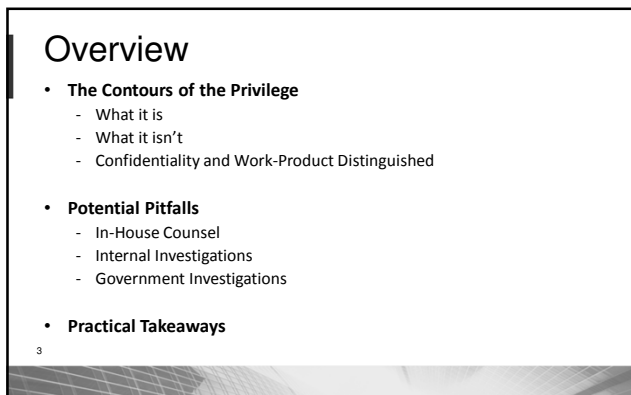 Overview
• The Contours of the Privilege
- What it is
- What it isn’t
- Confidentiality and Work-Product Distinguished
• Potential Pitfalls
- In-House Counsel
- Internal Investigations
- Government Investigations
• Practical Takeaways
3